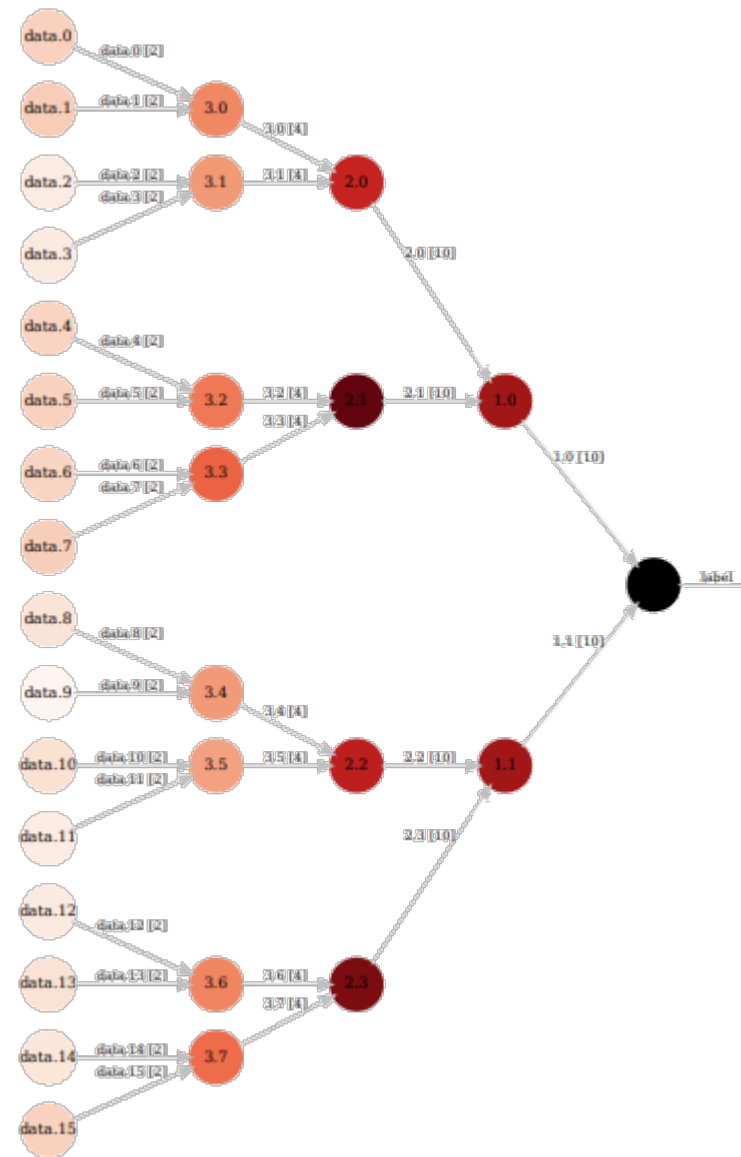 data.0
data.0 [2]
data.1
data.1 [2]
3.0
3.0 [4]
data.2
data.2 [2]
3.1
3.1 [4]
2.0
data.3 [2]
data.3
2.0 [10]
data.4
data.4 [2]
data.5
data.5 [2]
3.2
3.2 [4]
2.1
2.1 [10]
1.0
3.3 [4]
data.6
data.6 [2]
3.3
1.0 [10]
data.7 [2]
data.7
label
data.8
data.8 [2]
1.1 [10]
data.9
data.9 [2]
3.4
3.4 [4]
data.10
data.10 [2]
3.5
3.5 [4]
2.2
2.2 [10]
1.1
data.11 [2]
data.11
2.3 [10]
data.12
data.12 [2]
data.13
data.13 [2]
3.6
3.6 [4]
2.3
3.7 [4]
data.14
data.14 [2]
3.7
data.15 [2]
data.15